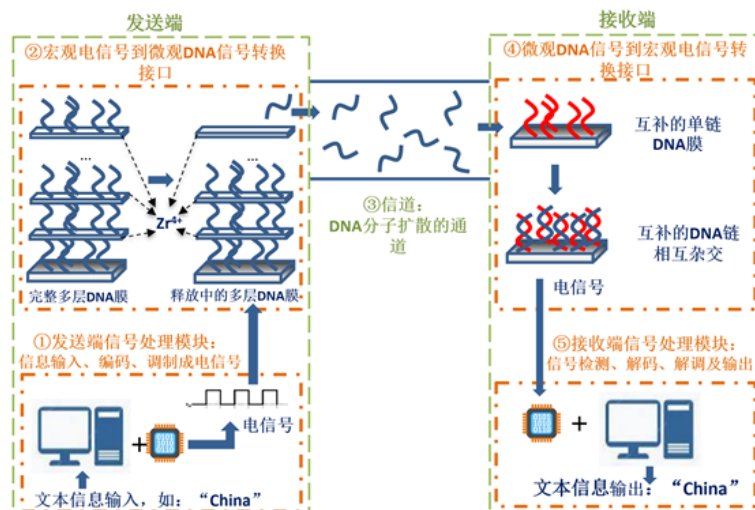 发送端
②宏观电信号到微观DNA信号转换
接口
...
...
Zr4+
完整多层DNA膜
释放中的多层DNA膜
①发送端信号处理模块：
信息输入、编码、调制成电信号
+
电信号
文本信息输入，如：“China”
③信道：
DNA分子扩散的通
道
接收端
④微观DNA信号到宏观电信号转
换接口
互补的单链
DNA膜
互补的DNA链
相互杂交
电信号
⑤接收端信号处理模块：
信号检测、解码、解调及输出
+
文本信息输出：“China”